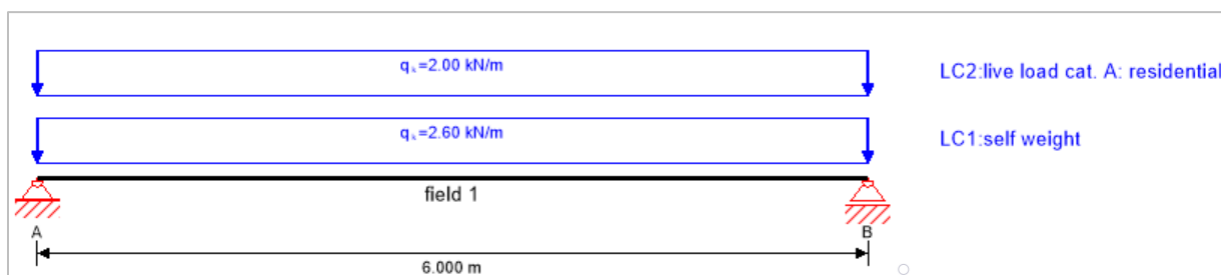 qₖ=2.00 kN/m
LC2:live load cat. A: residential
qₖ=2.60 kN/m
LC1:self weight
field 1
A
B
6.000 m